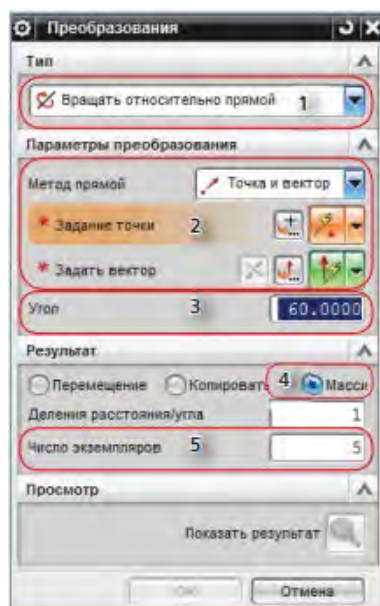 Преобразования
Тип
Вращать относительно прямой 1
Параметры преобразования
Метод прямой Точка и вектор
* Задание точки 2
* Задать вектор
Угол 3 60.0000
Результат
Перемещение Копировать 4 Масси
Деления расстояния/угла 1
Число экземпляров 5 5
Просмотр
Показать результат
ОК Отмена